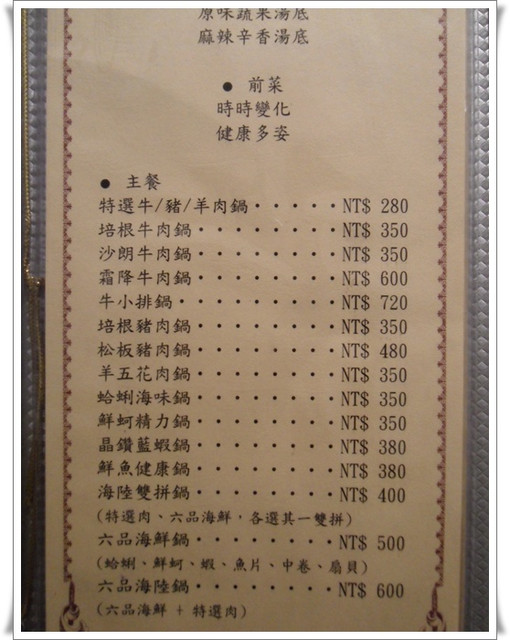 原味蔬果湯底
麻辣辛香湯底
● 前菜
時時變化
健康多姿
● 主餐
特選牛/豬/羊肉鍋·····NT$ 280
培根牛肉鍋········NT$ 350
沙朗牛肉鍋········NT$ 350
霜降牛肉鍋········NT$ 600
牛小排鍋·········NT$ 720
培根豬肉鍋········NT$ 350
松板豬肉鍋········NT$ 480
羊五花肉鍋········NT$ 350
蛤蜊海味鍋········NT$ 350
鮮蚵精力鍋········NT$ 350
晶鑽藍蝦鍋········NT$ 380
鮮魚健康鍋········NT$ 380
海陸雙拼鍋········NT$ 400
(特選肉、六品海鮮，各選其一雙拼)
六品海鮮鍋········NT$ 500
(蛤蜊、鮮蚵、蝦、魚片、中卷、扇貝)
六品海陸鍋········NT$ 600
(六品海鮮 + 特選肉)